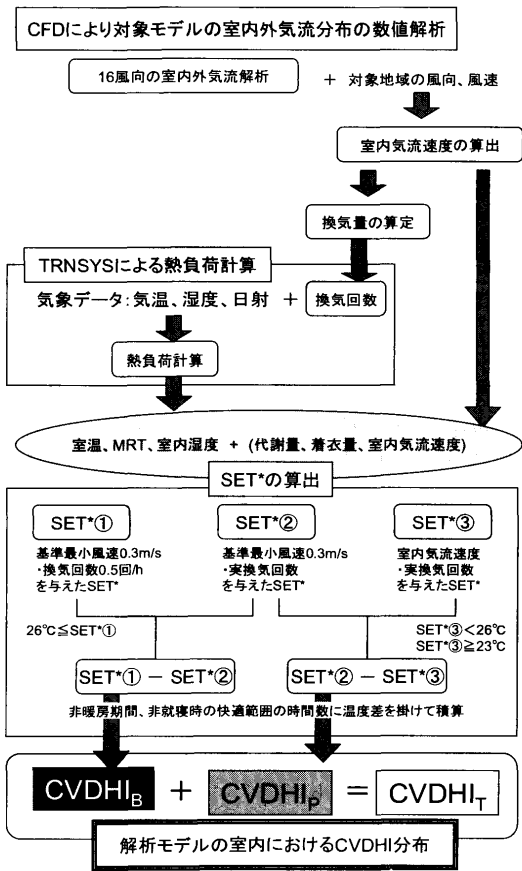 CFDにより対象モデルの室内外気流分布の数値解析
16風向の室内外気流解析 + 対象地域の風向、風速
室内気流速度の算出
換気量の算定
TRNSYSによる熱負荷計算
気象データ:気温、湿度、日射 + 換気回数
熱負荷計算
室温、MRT、室内湿度 + (代謝量、着衣量、室内気流速度)
SET*の算出
SET*① SET*② SET*③
基準最小風速0.3m/s 基準最小風速0.3m/s 室内気流速度
・換気回数0.5回/h ・実換気回数 ・実換気回数
を与えたSET* を与えたSET* を与えたSET*
26℃≦SET*① SET*③<26℃
SET*③≧23℃
SET*① − SET*② SET*② − SET*③
非暖房期間、非就寝時の快適範囲の時間数に温度差を掛けて積算
CVDHI_B + CVDHI_P = CVDHI_T
解析モデルの室内におけるCVDHI分布